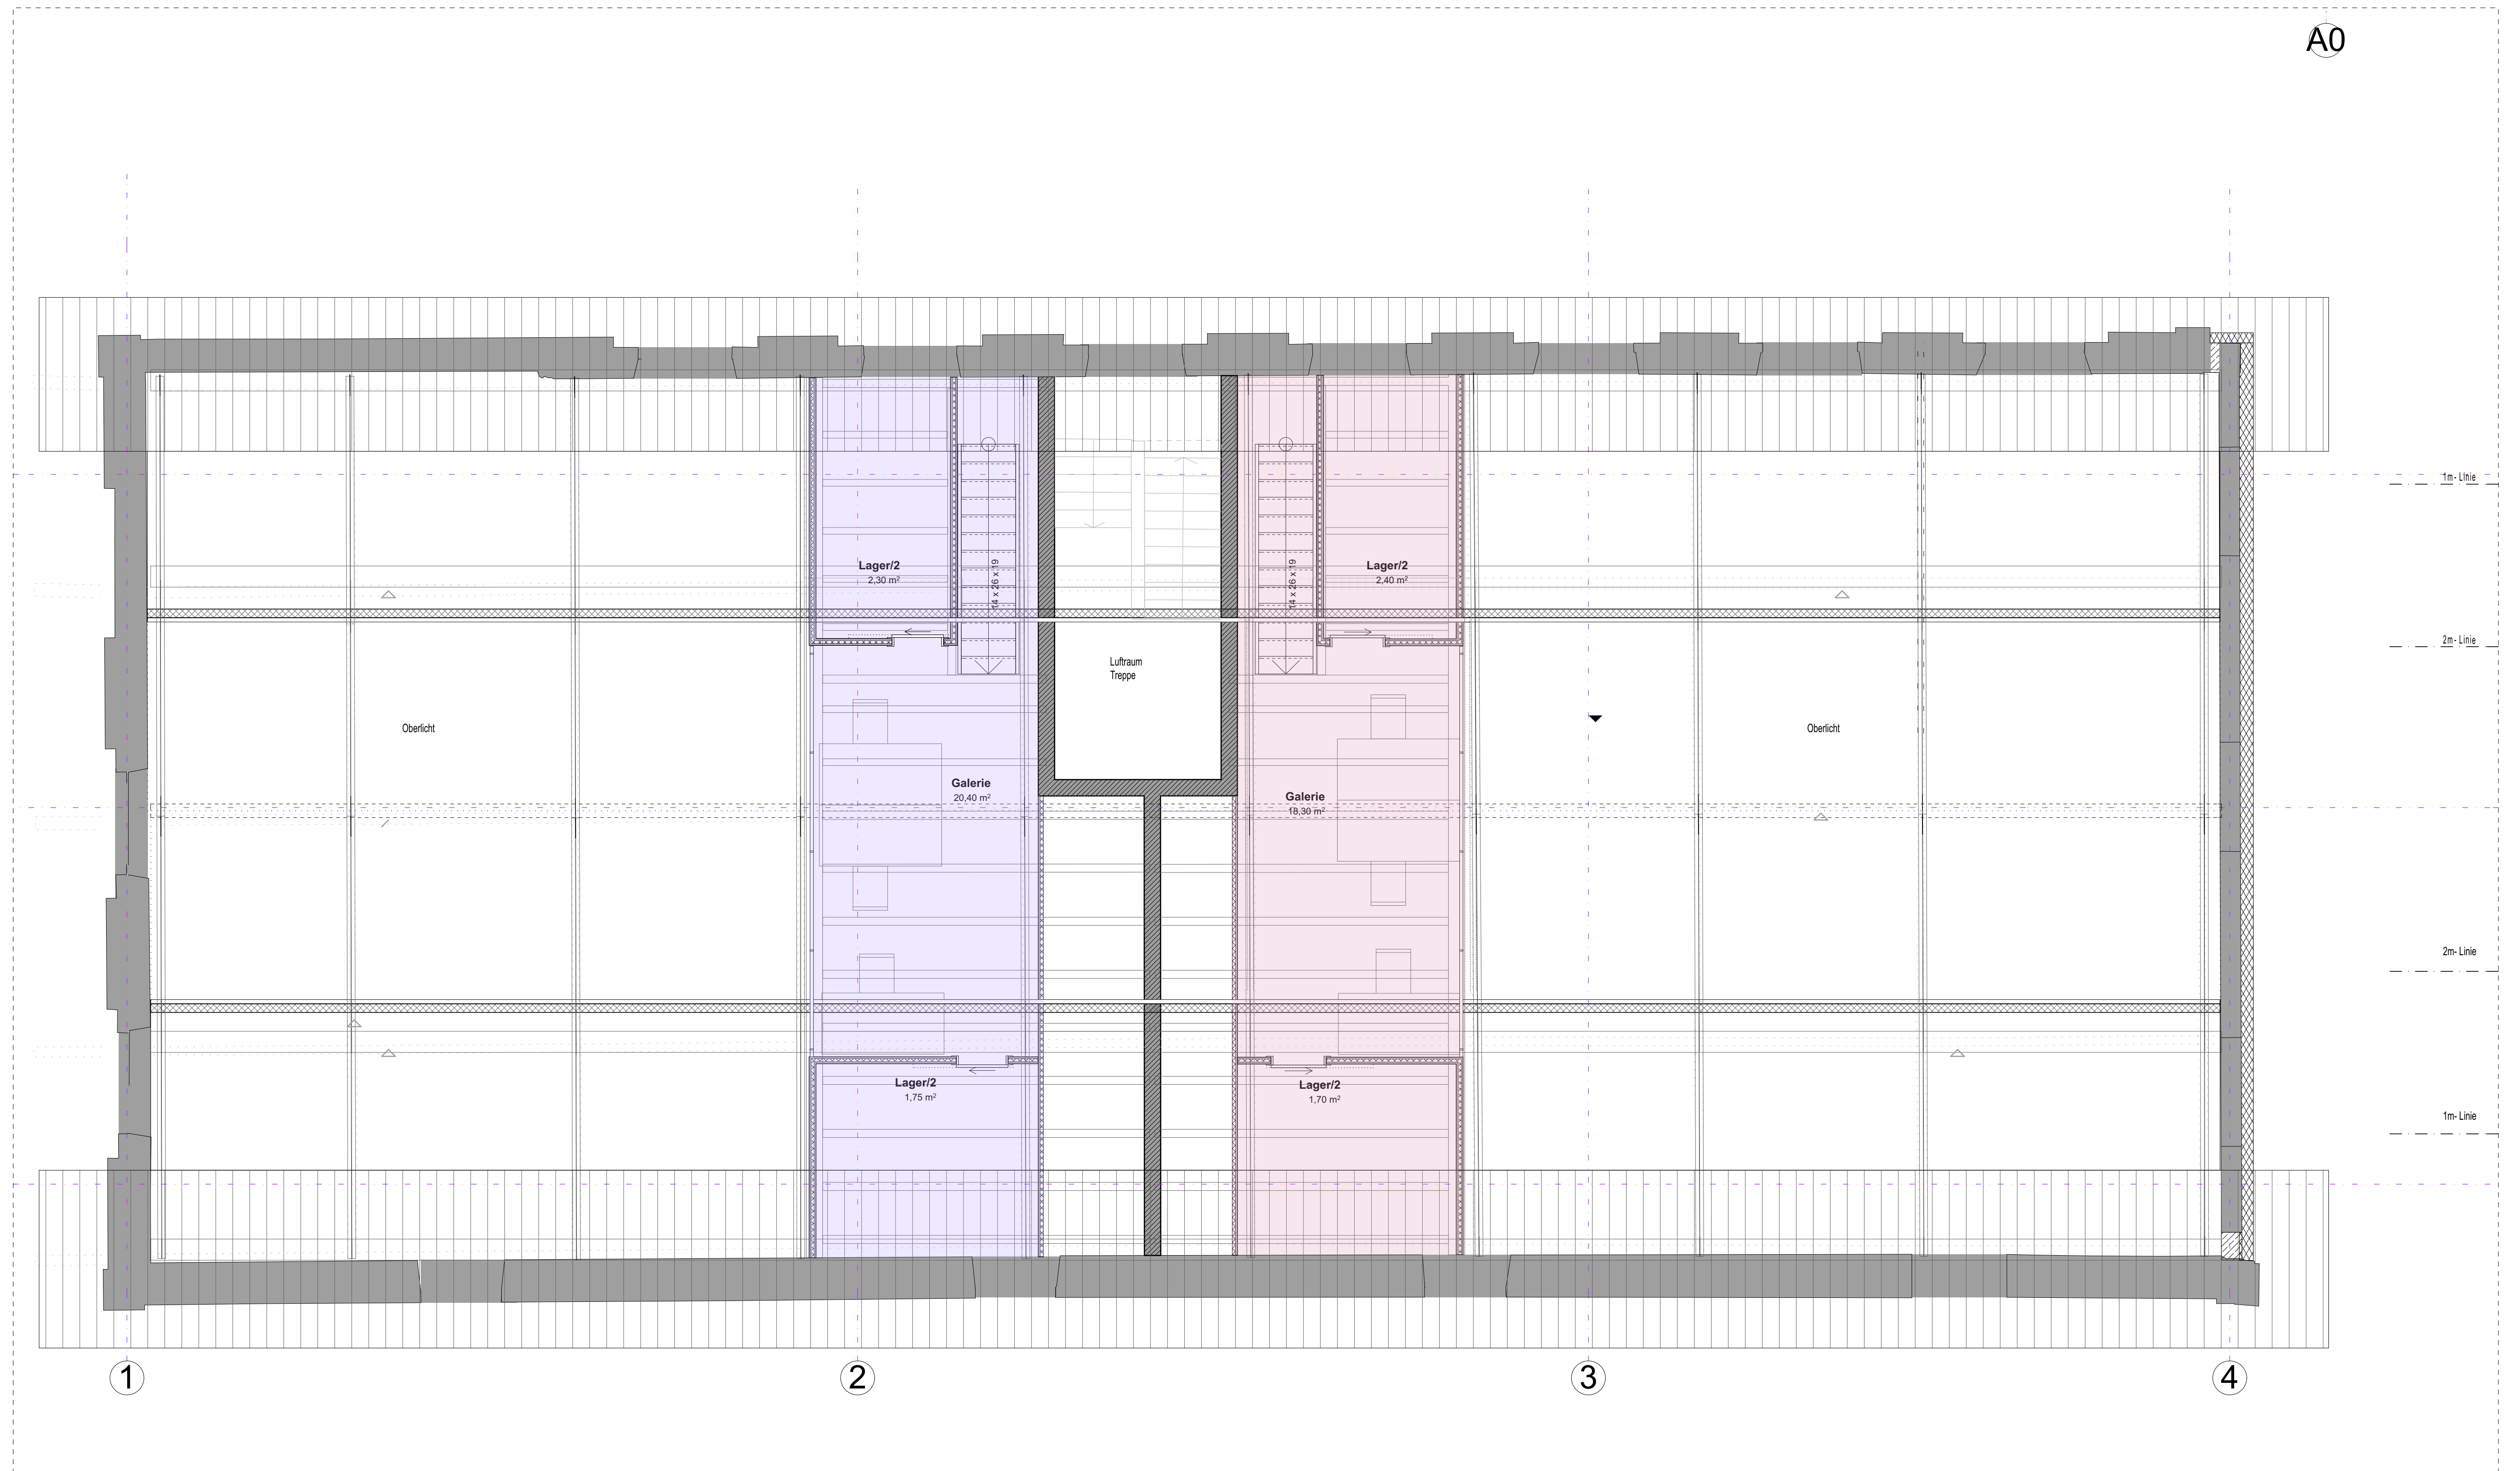 A0
1m- Linie
Lager/2
2,30 m²
14 x 26 x 19
14 x 26 x 19
Lager/2
2,40 m²
2m- Linie
Luftraum
Treppe
Oberlicht
Oberlicht
Galerie
20,40 m²
Galerie
18,30 m²
2m- Linie
Lager/2
1,75 m²
Lager/2
1,70 m²
1m- Linie
1
2
3
4